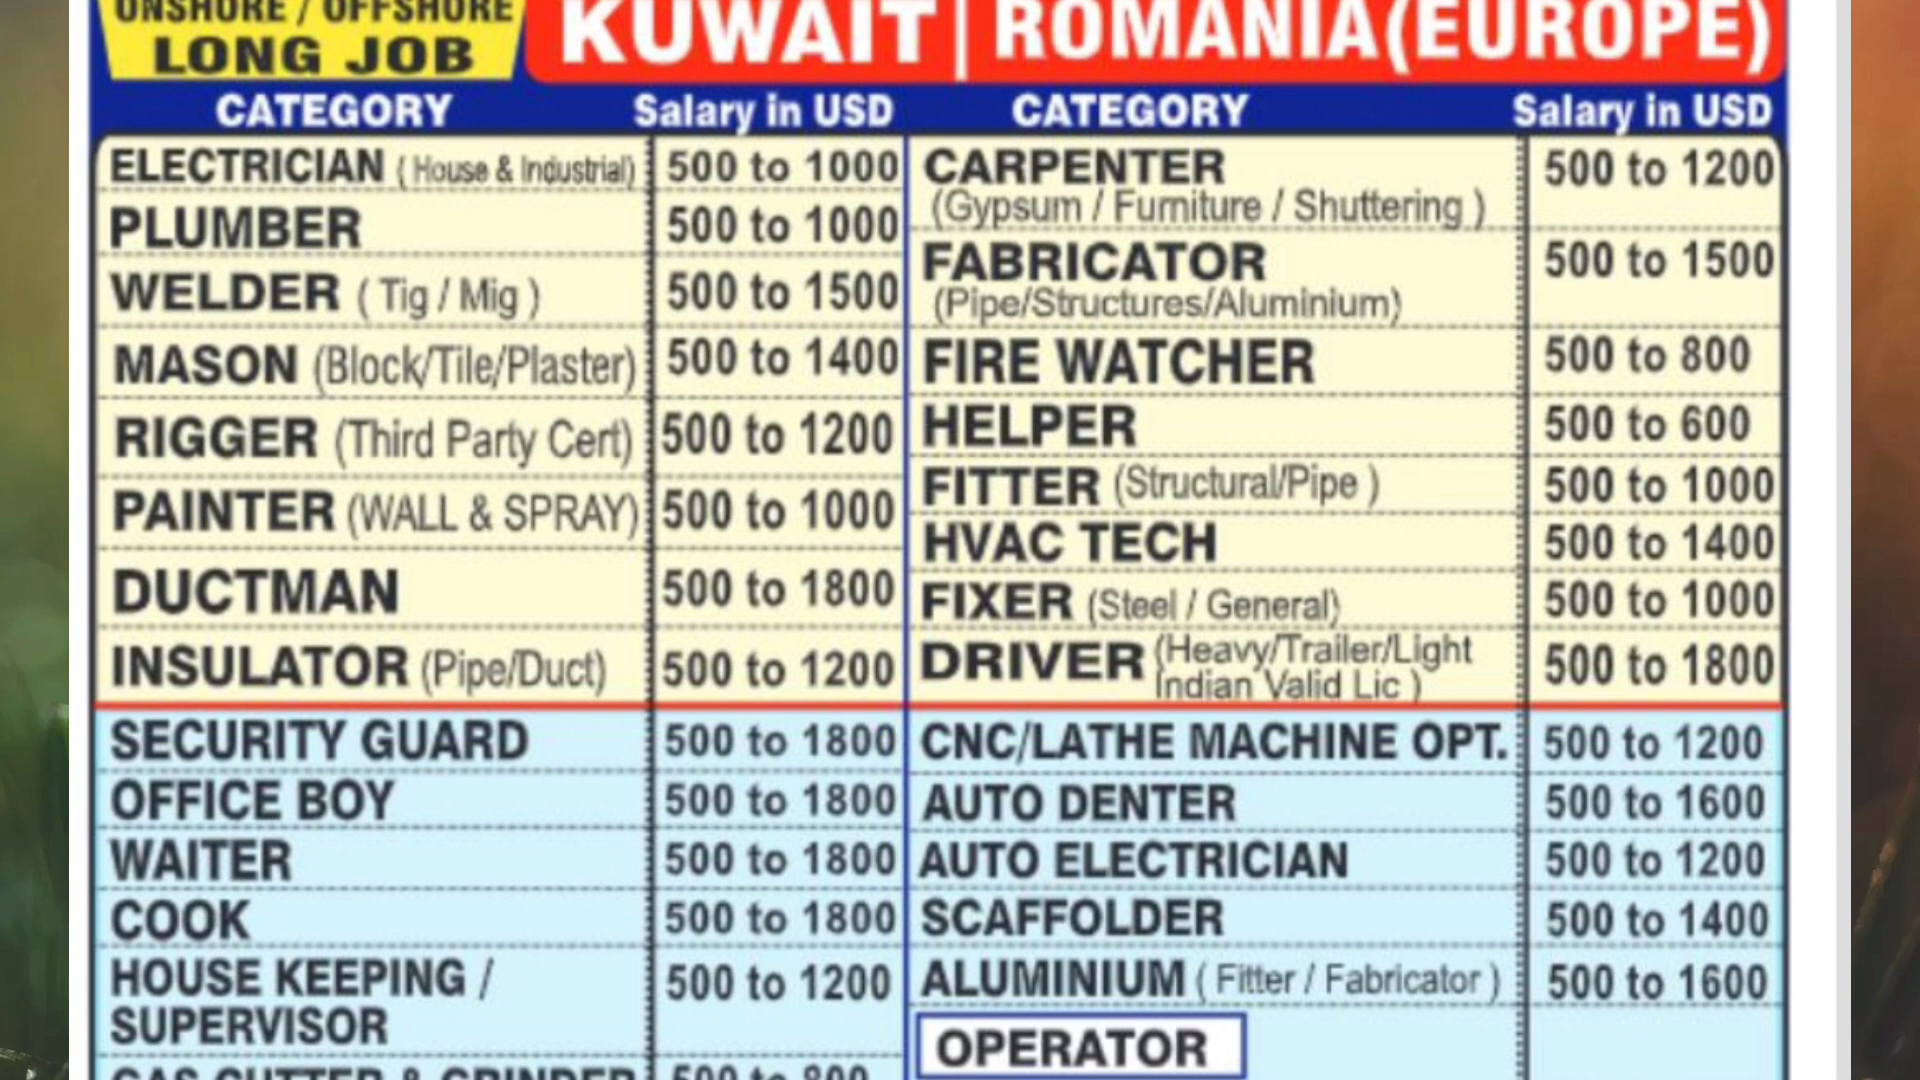 ONSHORE / OFFSHORE
LONG JOB
KUWAIT | ROMANIA(EUROPE)
CATEGORY Salary in USD CATEGORY Salary in USD
ELECTRICIAN ( House & Industrial) 500 to 1000
PLUMBER 500 to 1000
WELDER ( Tig / Mig ) 500 to 1500
MASON (Block/Tile/Plaster) 500 to 1400
RIGGER (Third Party Cert) 500 to 1200
PAINTER (WALL & SPRAY) 500 to 1000
DUCTMAN 500 to 1800
INSULATOR (Pipe/Duct) 500 to 1200
SECURITY GUARD 500 to 1800
OFFICE BOY 500 to 1800
WAITER 500 to 1800
COOK 500 to 1800
HOUSE KEEPING / 500 to 1200
SUPERVISOR
GAS CUTTER & GRINDER 500 to 800
CARPENTER 500 to 1200
(Gypsum / Furniture / Shuttering )
FABRICATOR 500 to 1500
(Pipe/Structures/Aluminium)
FIRE WATCHER 500 to 800
HELPER 500 to 600
FITTER (Structural/Pipe ) 500 to 1000
HVAC TECH 500 to 1400
FIXER (Steel / General) 500 to 1000
DRIVER (Heavy/Trailer/Light 500 to 1800
Indian Valid Lic )
CNC/LATHE MACHINE OPT. 500 to 1200
AUTO DENTER 500 to 1600
AUTO ELECTRICIAN 500 to 1200
SCAFFOLDER 500 to 1400
ALUMINIUM ( Fitter / Fabricator ) 500 to 1600
OPERATOR